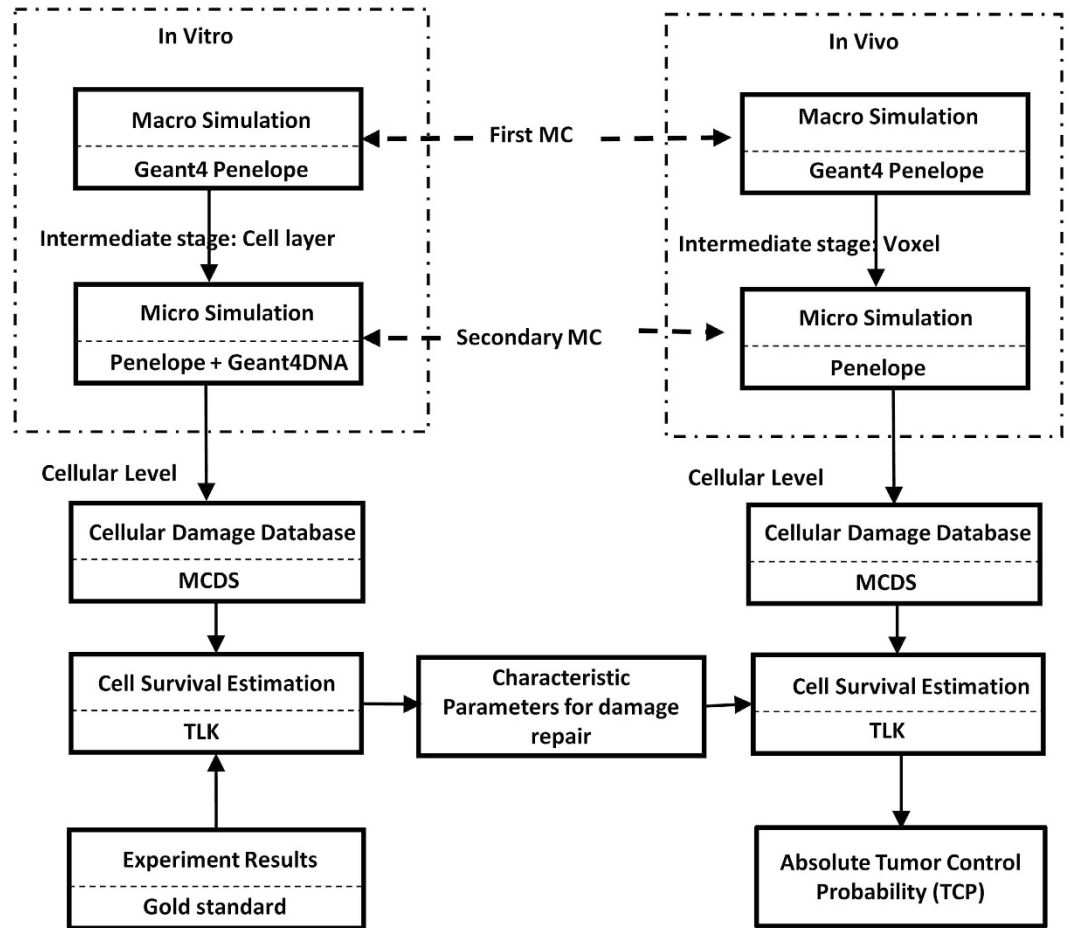 In Vitro
Macro Simulation
Geant4 Penelope
Intermediate stage: Cell layer
Micro Simulation
Penelope + Geant4DNA
Cellular Level
Cellular Damage Database
MCDS
Cell Survival Estimation
TLK
Experiment Results
Gold standard
First MC
Secondary MC
Characteristic
Parameters for damage
repair
In Vivo
Macro Simulation
Geant4 Penelope
Intermediate stage: Voxel
Micro Simulation
Penelope
Cellular Level
Cellular Damage Database
MCDS
Cell Survival Estimation
TLK
Absolute Tumor Control
Probability (TCP)